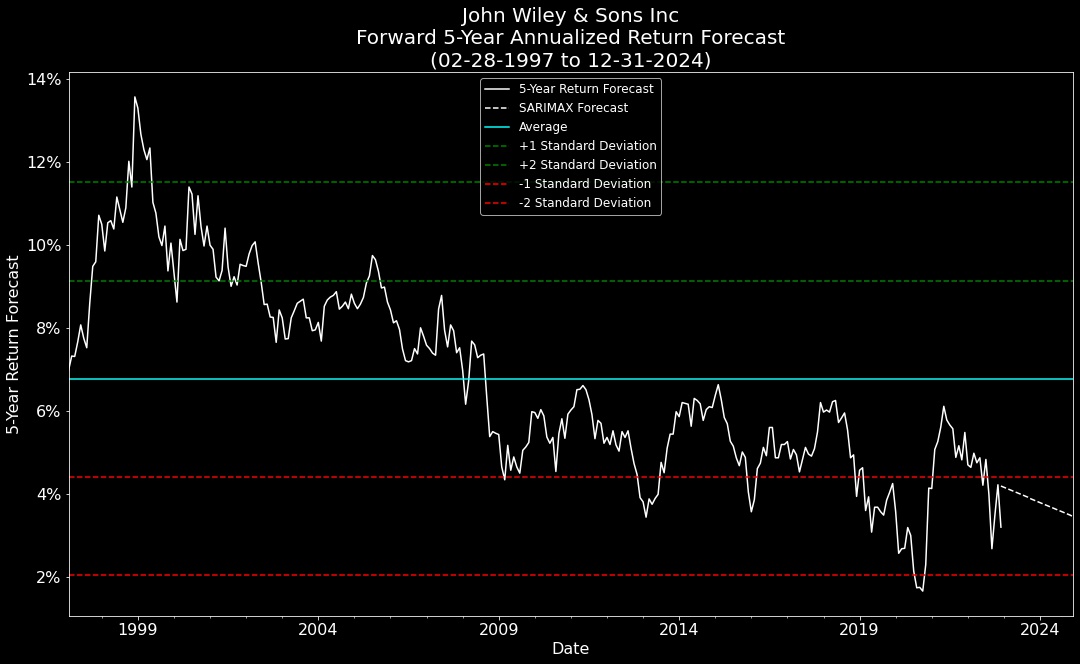 John Wiley & Sons Inc
Forward 5-Year Annualized Return Forecast
(02-28-1997 to 12-31-2024)
5-Year Return Forecast
SARIMAX Forecast
Average
+1 Standard Deviation
+2 Standard Deviation
-1 Standard Deviation
-2 Standard Deviation
14%
12%
10%
8%
6%
4%
2%
5-Year Return Forecast
1999
2004
2009
2014
2019
2024
Date